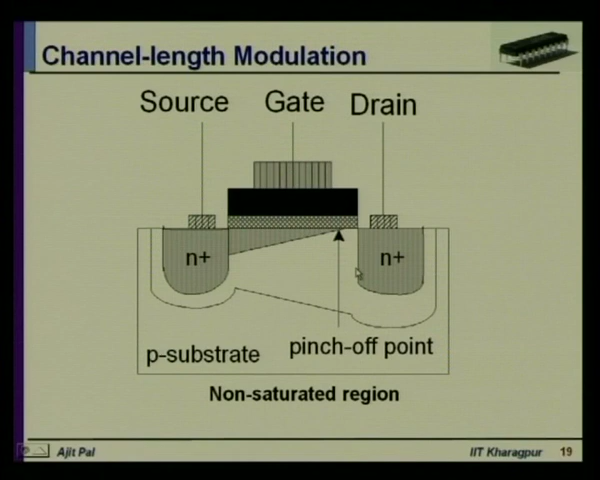 Channel-length Modulation
Source Gate Drain
n+ n+
p-substrate pinch-off point
Non-saturated region
Ajit Pal IIT Kharagpur 19